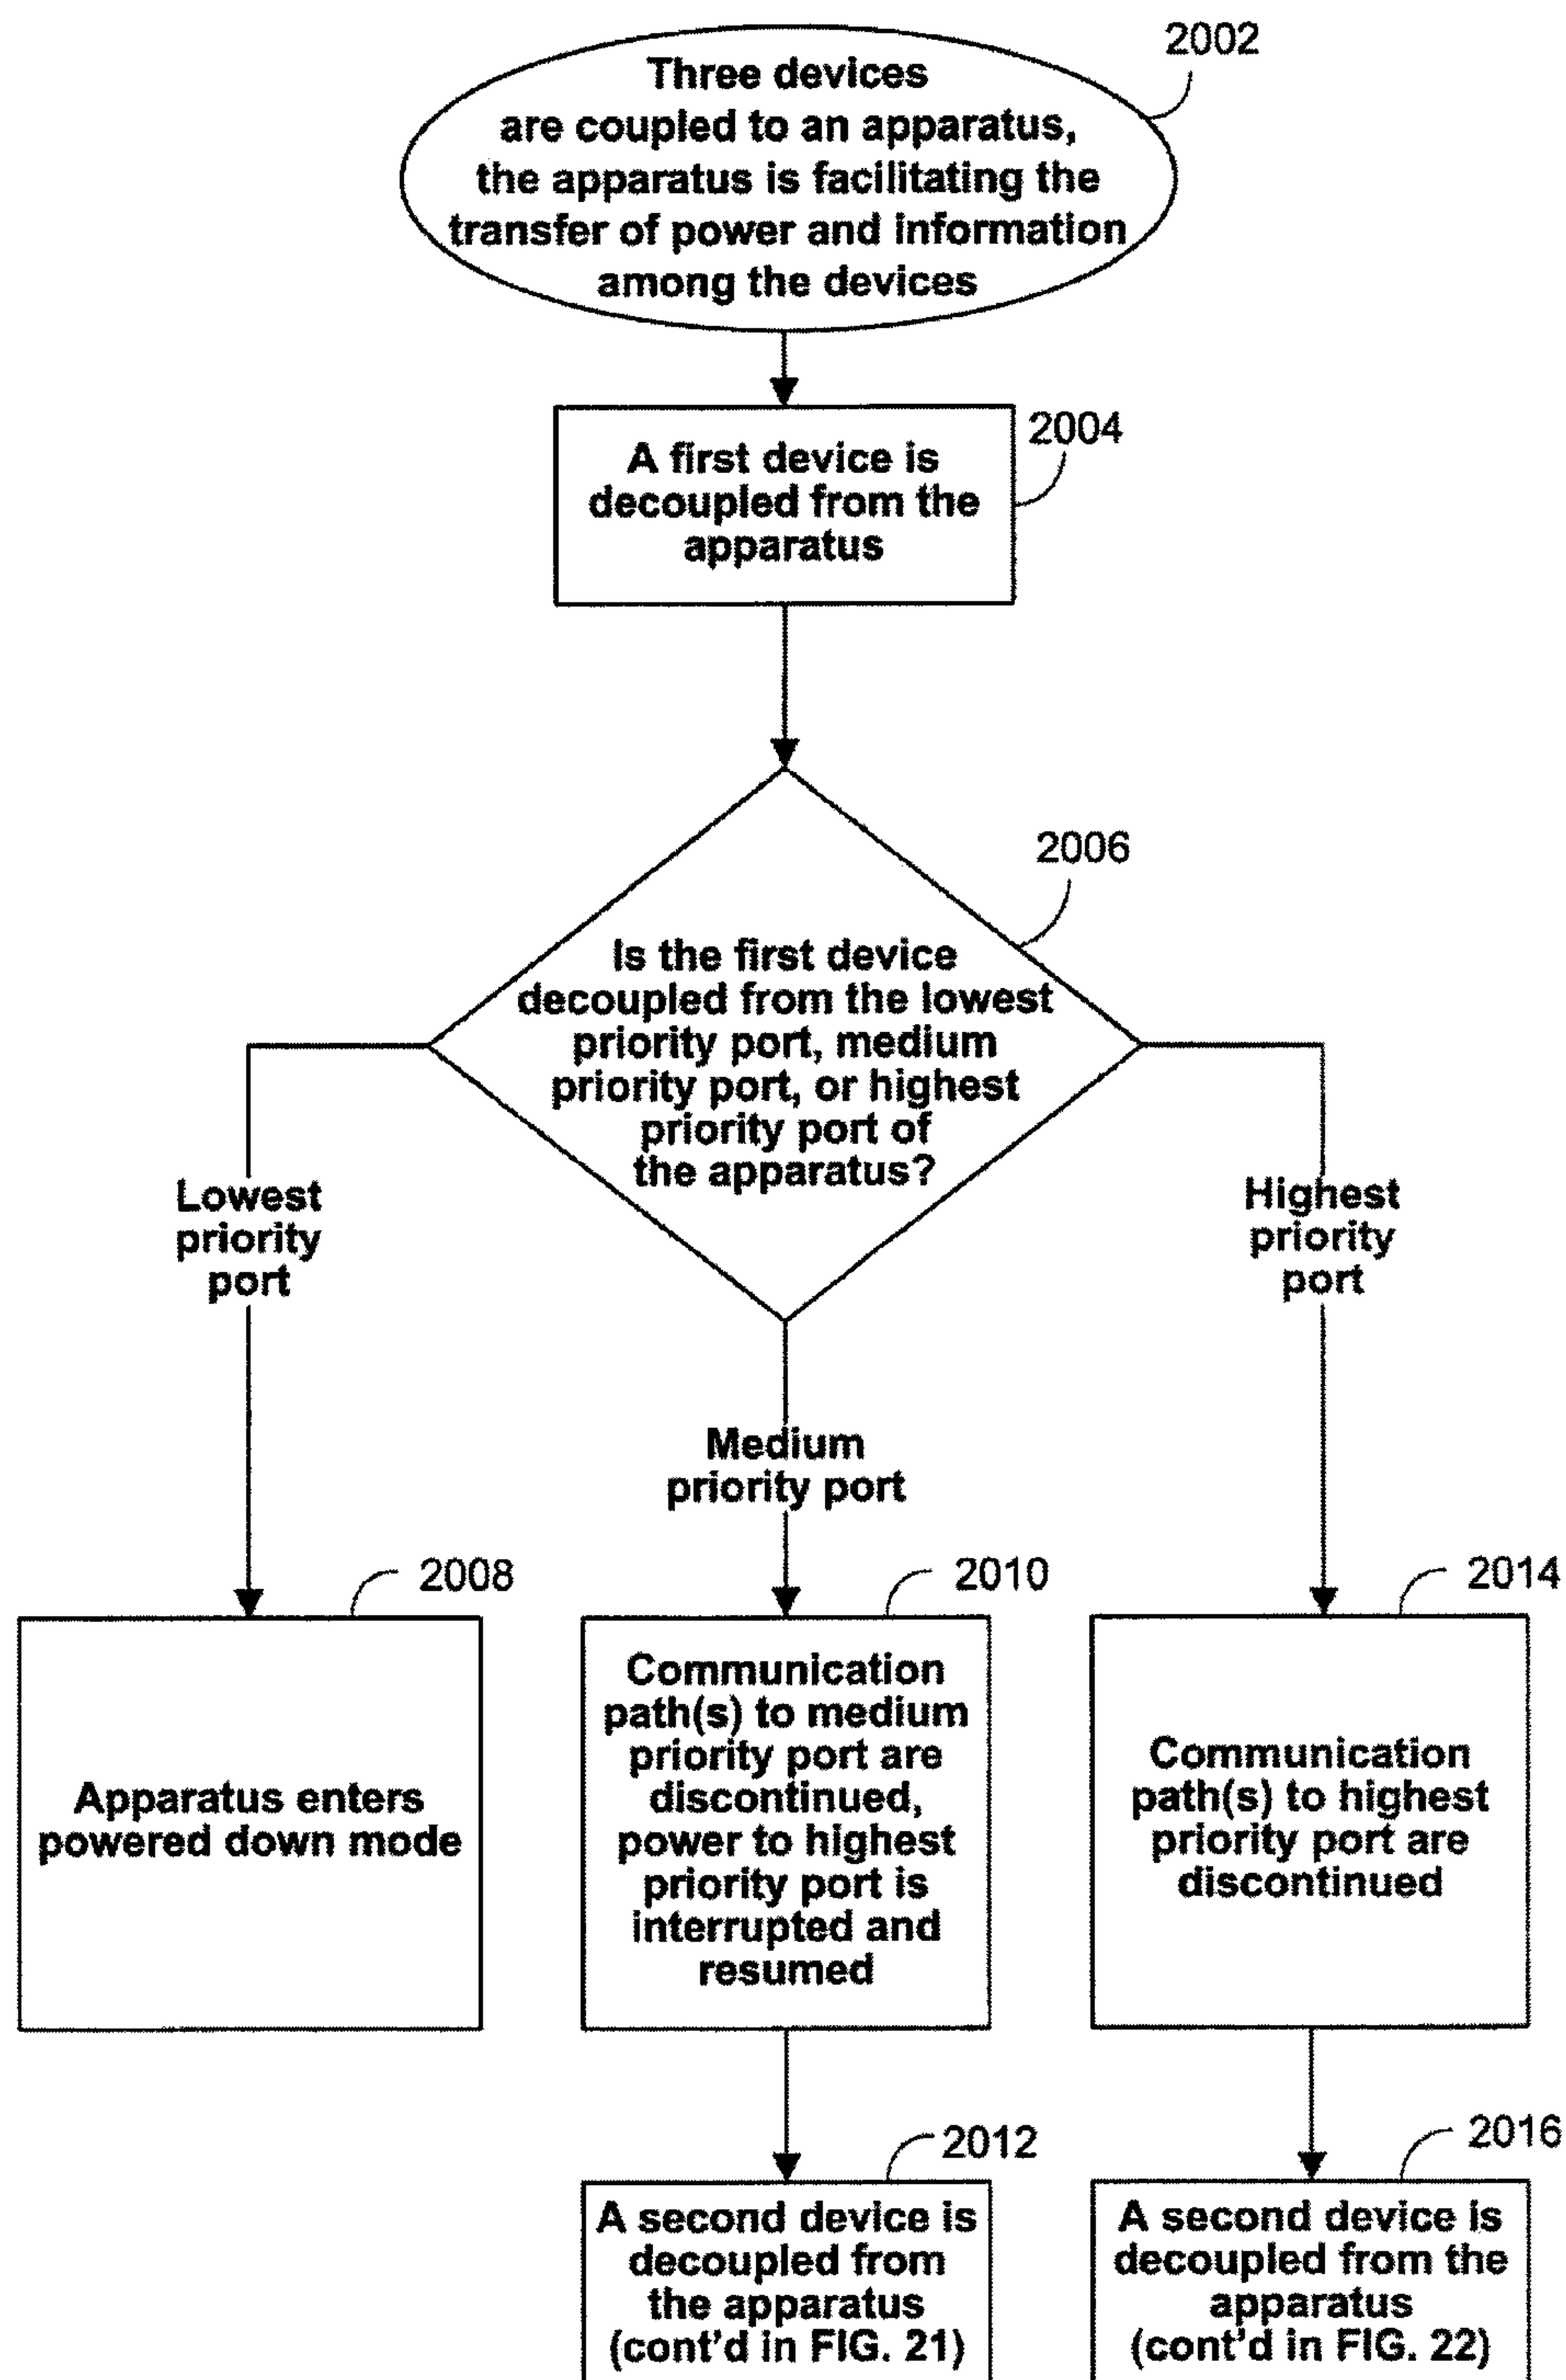 2002
Three devices
are coupled to an apparatus,
the apparatus is facilitating the
transfer of power and information
among the devices
2004
A first device is
decoupled from the
apparatus
2006
Is the first device
decoupled from the lowest
priority port, medium
priority port, or highest
priority port of
the apparatus?
Lowest
priority
port
Highest
priority
port
Medium
priority port
2008
Apparatus enters
powered down mode
2010
Communication
path(s) to medium
priority port are
discontinued,
power to highest
priority port is
interrupted and
resumed
2014
Communication
path(s) to highest
priority port are
discontinued
2012
A second device is
decoupled from
the apparatus
(cont'd in FIG. 21)
2016
A second device is
decoupled from the
apparatus
(cont'd in FIG. 22)